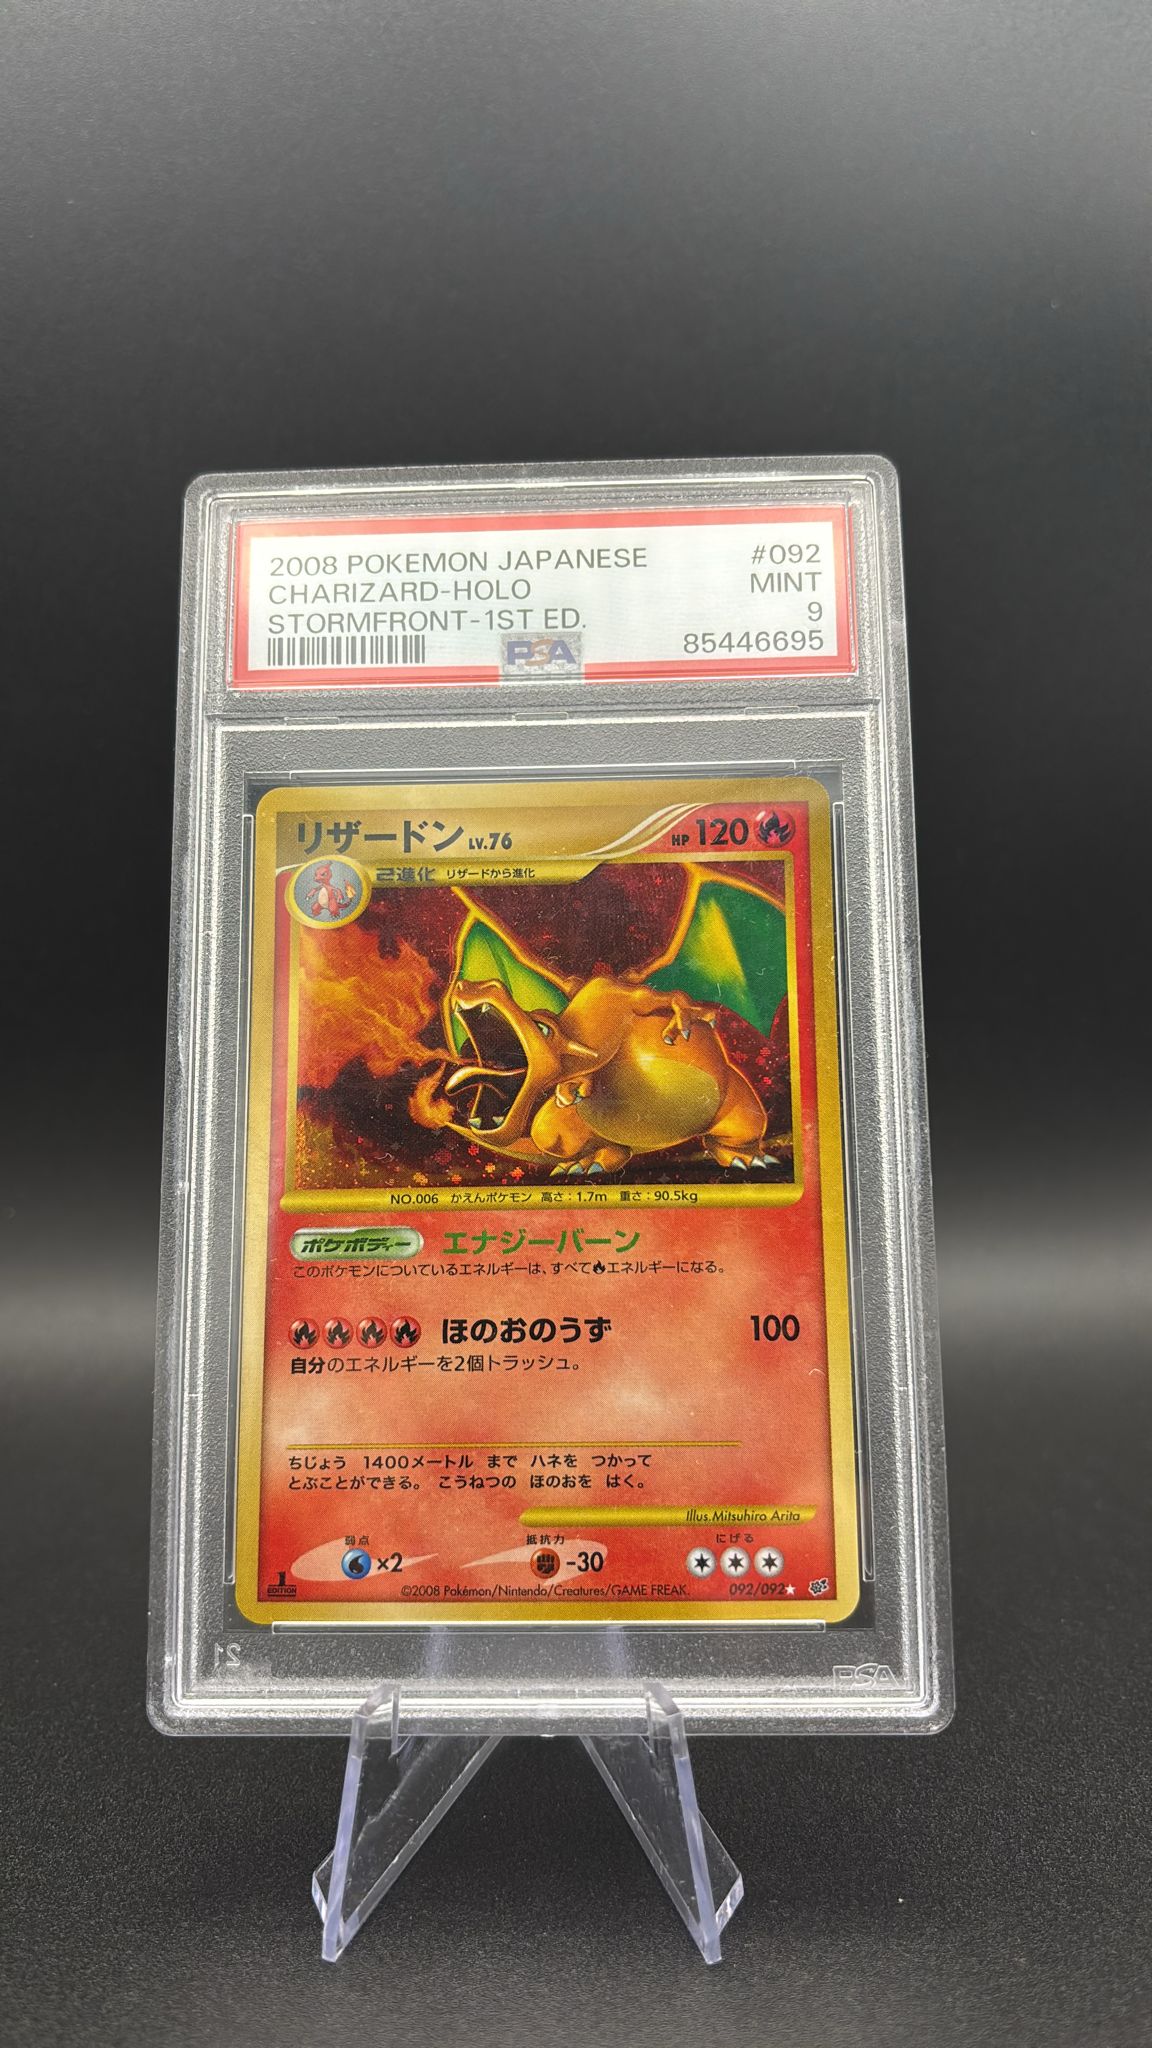 2008 POKEMON JAPANESE #092
CHARIZARD-HOLO MINT
STORMFRONT-1ST ED. 9
PSA 85446695
リザードン LV.76 HP 120
2進化 リザードから進化
NO.006 かえんポケモン 高さ：1.7m 重さ：90.5kg
ポケボディー エナジーバーン
このポケモンについているエネルギーは、すべてエネルギーになる。
ほのおのうず 100
自分のエネルギーを2個トラッシュ。
ちじょう 1400メートル まで ハネを つかって
とぶことができる。 こうねつの ほのおを はく。
Illus.Mitsuhiro Arita
弱点 抵抗力 にげる
×2 -30
1 EDITION ©2008 Pokémon/Nintendo/Creatures/GAME FREAK. 092/092★
21 PSA